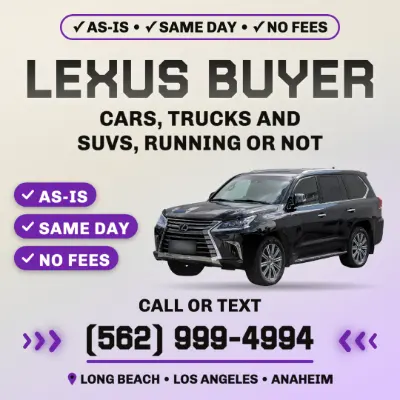 ✓AS-IS • ✓SAME DAY • ✓NO FEES
LEXUS BUYER
CARS, TRUCKS AND
SUVS, RUNNING OR NOT
✓ AS-IS
✓ SAME DAY
✓ NO FEES
CALL OR TEXT
(562) 999-4994
LONG BEACH • LOS ANGELES • ANAHEIM